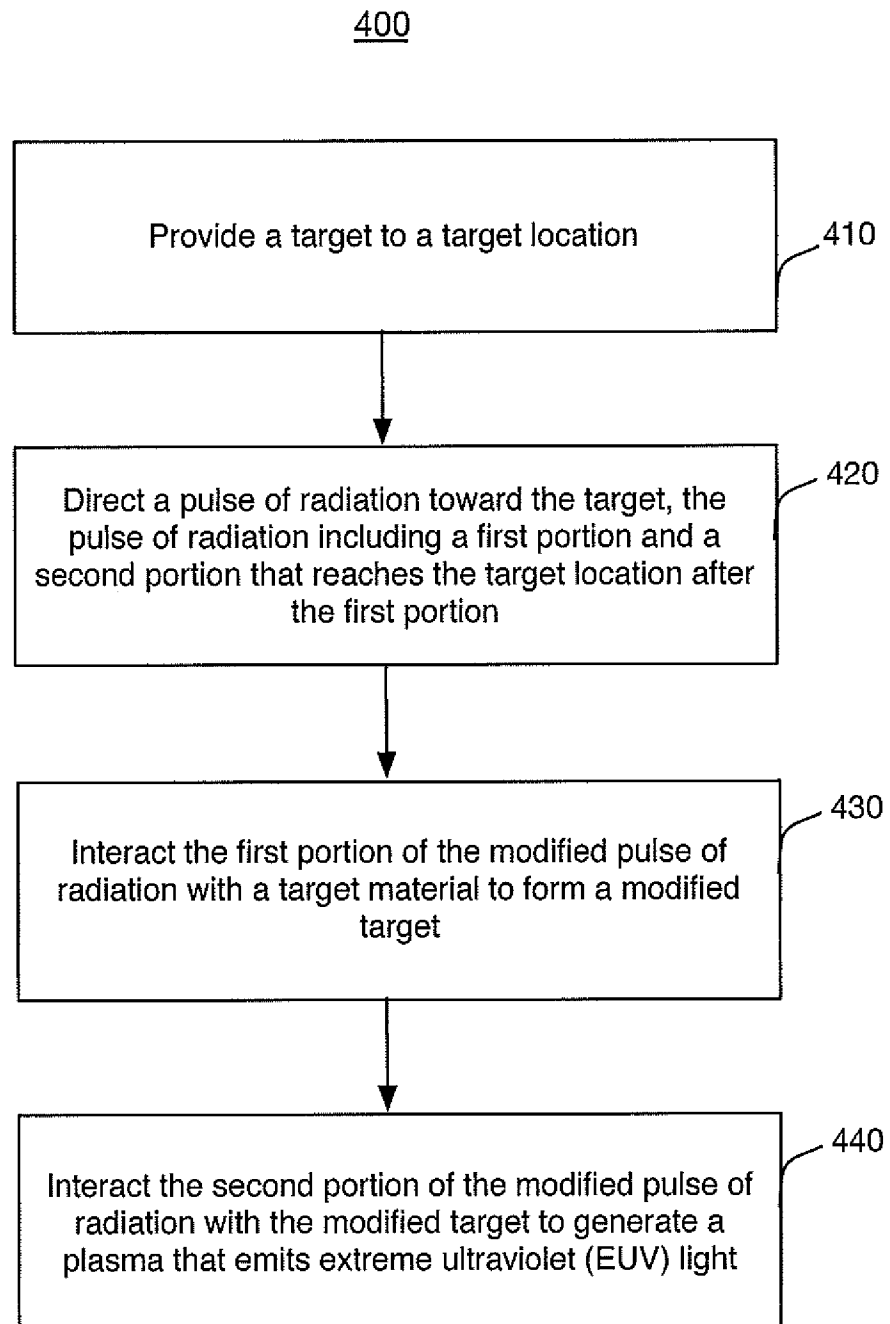 400
Provide a target to a target location
410
Direct a pulse of radiation toward the target, the
pulse of radiation including a first portion and a
second portion that reaches the target location after
the first portion
420
Interact the first portion of the modified pulse of
radiation with a target material to form a modified
target
430
Interact the second portion of the modified pulse of
radiation with the modified target to generate a
plasma that emits extreme ultraviolet (EUV) light
440